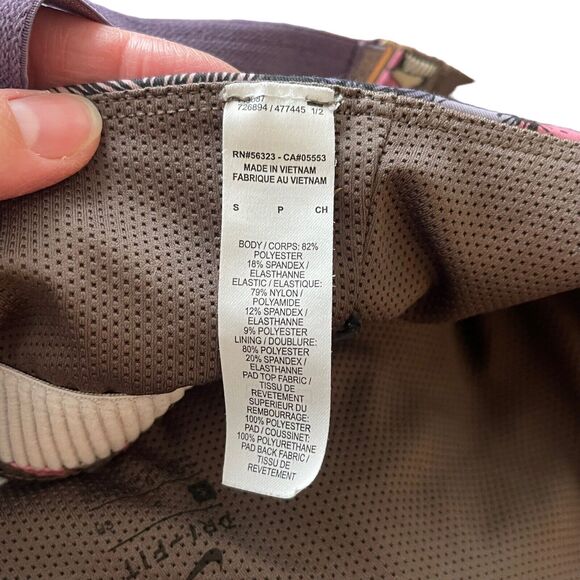 726894 / 477445 1/2
RN#56323 - CA#05553
MADE IN VIETNAM
FABRIQUE AU VIETNAM
S P CH
BODY / CORPS: 82%
POLYESTER
18% SPANDEX /
ELASTHANNE
ELASTIC / ELASTIQUE:
79% NYLON /
POLYAMIDE
12% SPANDEX /
ELASTHANNE
9% POLYESTER
LINING / DOUBLURE:
80% POLYESTER
20% SPANDEX /
ELASTHANNE
PAD TOP FABRIC /
TISSU DE
REVETEMENT
SUPERIEUR DU
REMBOURRAGE:
100% POLYESTER
PAD / COUSSINET:
100% POLYURETHANE
PAD BACK FABRIC /
TISSU DE
REVETEMENT
DRI-FIT